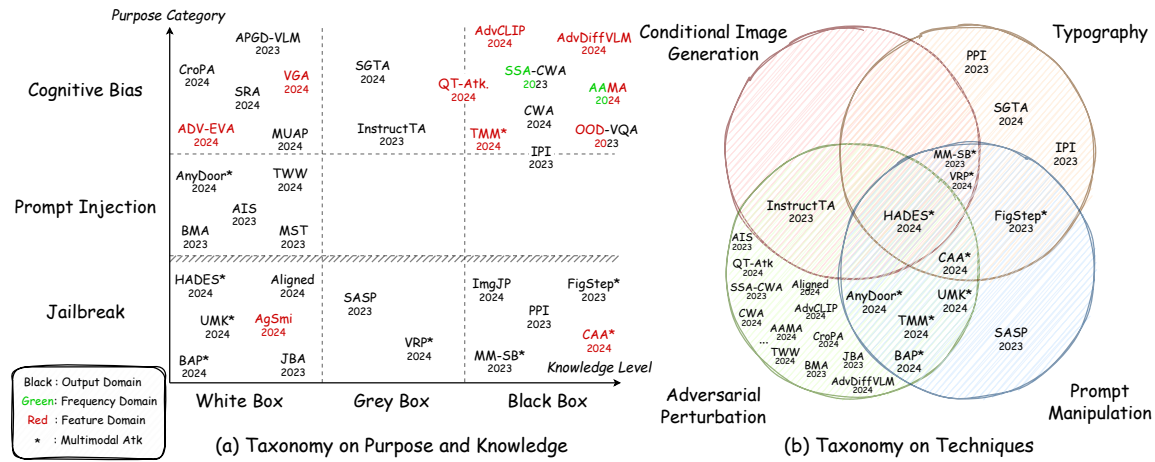 Purpose Category
Cognitive Bias
Prompt Injection
Jailbreak
APGD-VLM
2023
CroPA
2024
VGA
2024
SRA
2024
ADV-EVA
2024
MUAP
2024
SGTA
2024
InstructTA
2023
QT-Atk.
2024
AdvCLIP
2024
AdvDiffVLM
2024
SSA-CWA
2023
AAMA
2024
CWA
2024
TMM*
2024
OOD-VQA
2023
IPI
2023
AnyDoor*
2024
TWW
2024
AIS
2023
BMA
2023
MST
2023
HADES*
2024
Aligned
2024
UMK*
2024
AgSmi
2024
BAP*
2024
JBA
2023
SASP
2023
VRP*
2024
ImgJP
2024
FigStep*
2023
PPI
2023
CAA*
2024
MM-SB*
2023
Knowledge Level
White Box
Grey Box
Black Box
Black : Output Domain
Green: Frequency Domain
Red : Feature Domain
* : Multimodal Atk
(a) Taxonomy on Purpose and Knowledge
Conditional Image
Generation
Typography
PPI
2023
SGTA
2024
IPI
2023
MM-SB*
2023
VRP*
2024
InstructTA
2023
HADES*
2024
FigStep*
2023
CAA*
2024
AIS
2023
QT-Atk
2024
SSA-CWA
2023
Aligned
2024
AdvCLIP
2024
CWA
2024
AAMA
2024
CroPA
2024
...
TWW
2024
BMA
2023
JBA
2023
AdvDiffVLM
2024
AnyDoor*
2024
UMK*
2024
TMM*
2024
BAP*
2024
SASP
2023
Adversarial
Perturbation
Prompt
Manipulation
(b) Taxonomy on Techniques